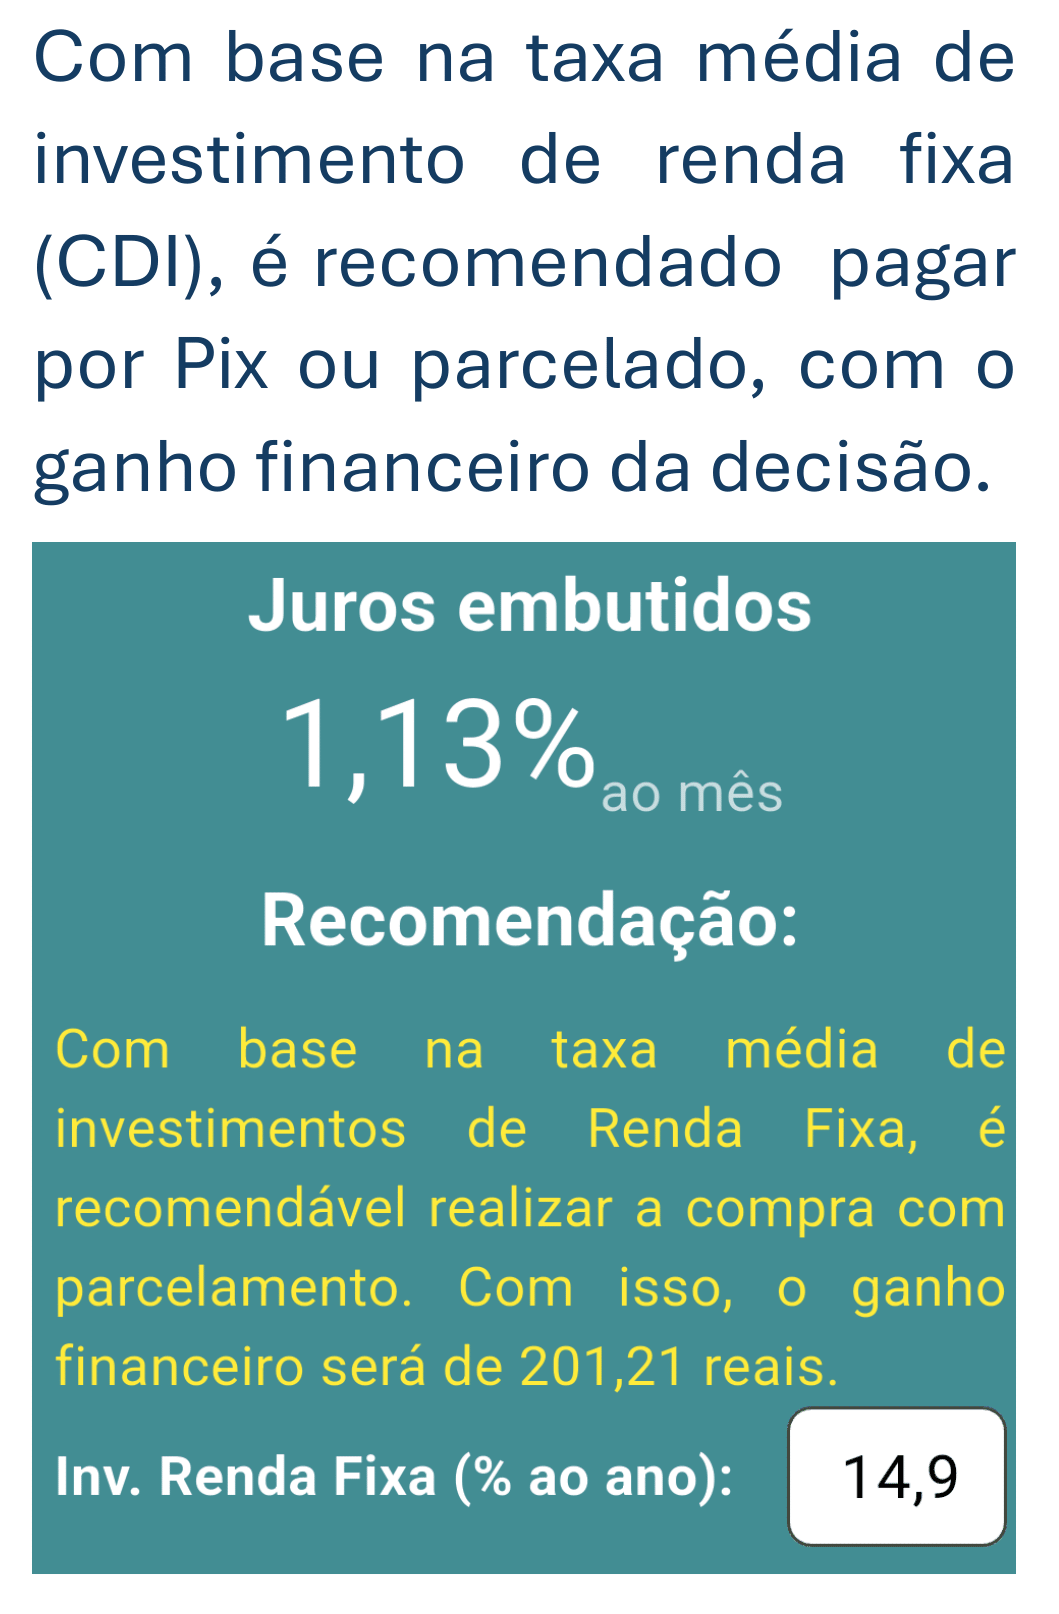 Com base na taxa média de
investimento de renda fixa
(CDI), é recomendado pagar
por Pix ou parcelado, com o
ganho financeiro da decisão.
Juros embutidos
1,13% ao mês
Recomendação:
Com base na taxa média de
investimentos de Renda Fixa, é
recomendável realizar a compra com
parcelamento. Com isso, o ganho
financeiro será de 201,21 reais.
Inv. Renda Fixa (% ao ano): 14,9